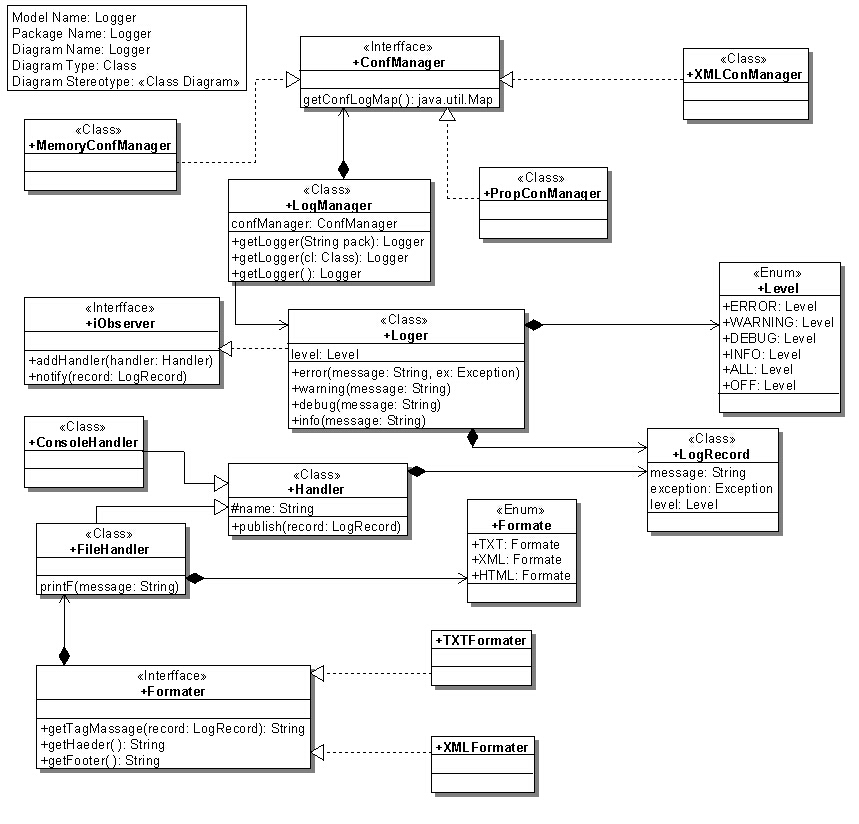 Model Name: Logger
Package Name: Logger
Diagram Name: Logger
Diagram Type: Class
Diagram Stereotype: «Class Diagram»
«Interfface»
+ConfManager
getConfLogMap(): java.util.Map
«Class»
+XMLConManager
«Class»
+MemoryConfManager
«Class»
+PropConManager
«Class»
+LogManager
confManager: ConfManager
+getLogger(String pack): Logger
+getLogger(cl: Class): Logger
+getLogger(): Logger
«Enum»
+Level
+ERROR: Level
+WARNING: Level
+DEBUG: Level
+INFO: Level
+ALL: Level
+OFF: Level
«Interfface»
+iObserver
+addHandler(handler: Handler)
+notify(record: LogRecord)
«Class»
+Loger
level: Level
+error(message: String, ex: Exception)
+warning(message: String)
+debug(message: String)
+info(message: String)
«Class»
+ConsoleHandler
«Class»
+LogRecord
message: String
exception: Exception
level: Level
«Class»
+Handler
#name: String
+publish(record: LogRecord)
«Enum»
+Formate
+TXT: Formate
+XML: Formate
+HTML: Formate
«Class»
+FileHandler
printF(message: String)
+TXTFormater
«Interfface»
+Formater
+getTagMassage(record: LogRecord): String
+getHaeder(): String
+getFooter(): String
+XMLFormater